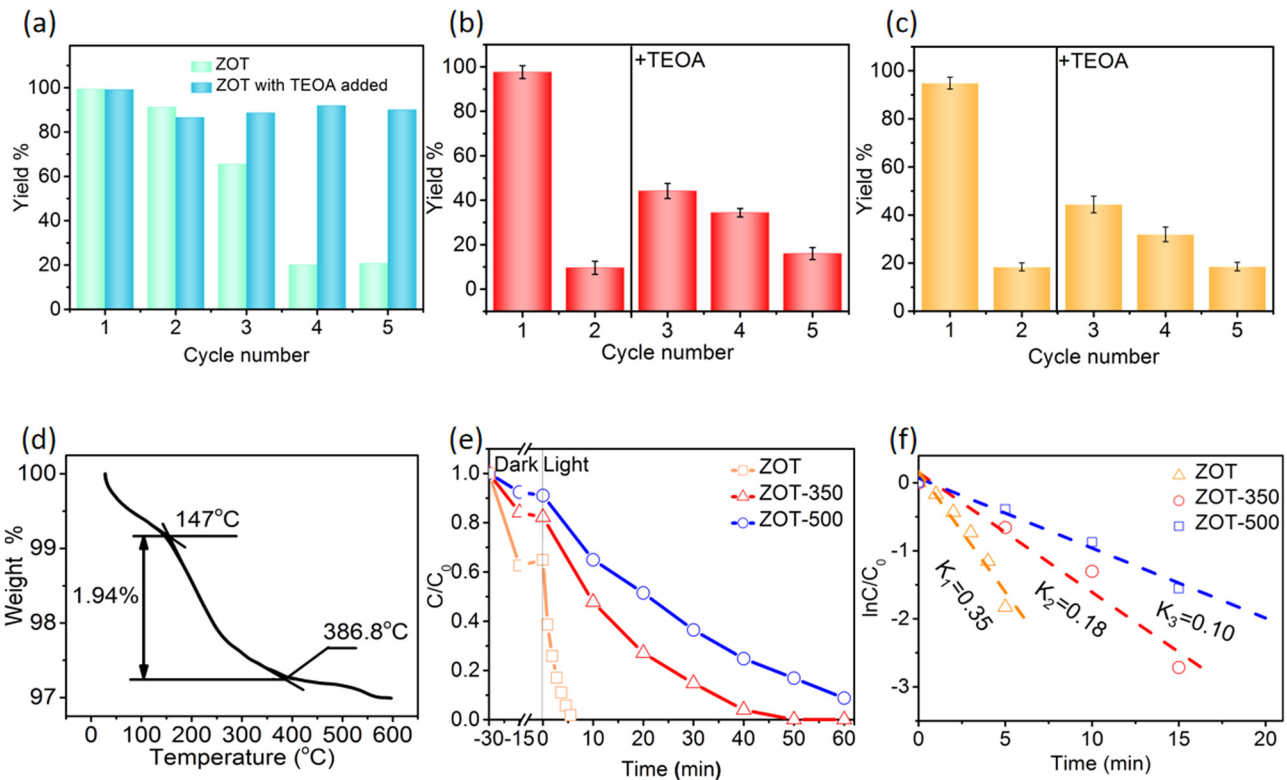 (a)
ZOT
ZOT with TEOA added
100
80
60
40
20
0
Yield %
1 2 3 4 5
Cycle number
(b)
+TEOA
100
80
60
40
20
0
Yield %
1 2 3 4 5
Cycle number
(c)
+TEOA
100
80
60
40
20
0
Yield %
1 2 3 4 5
Cycle number
(d)
100
99
98
97
Weight %
147°C
1.94%
386.8°C
0 100 200 300 400 500 600
Temperature (°C)
(e)
Dark Light
ZOT
ZOT-350
ZOT-500
1.0
0.8
0.6
0.4
0.2
0.0
C/C₀
-30 -15 0 10 20 30 40 50 60
Time (min)
(f)
ZOT
ZOT-350
ZOT-500
0
-1
-2
-3
lnC/C₀
K₁=0.35
K₂=0.18
K₃=0.10
0 5 10 15 20
Time (min)